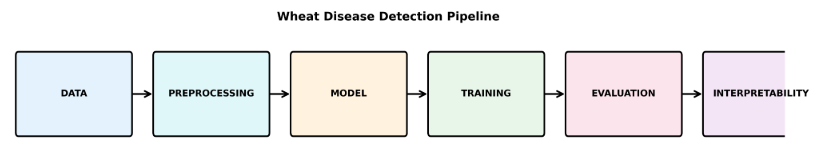 Wheat Disease Detection Pipeline
DATA
PREPROCESSING
MODEL
TRAINING
EVALUATION
INTERPRETABILITY